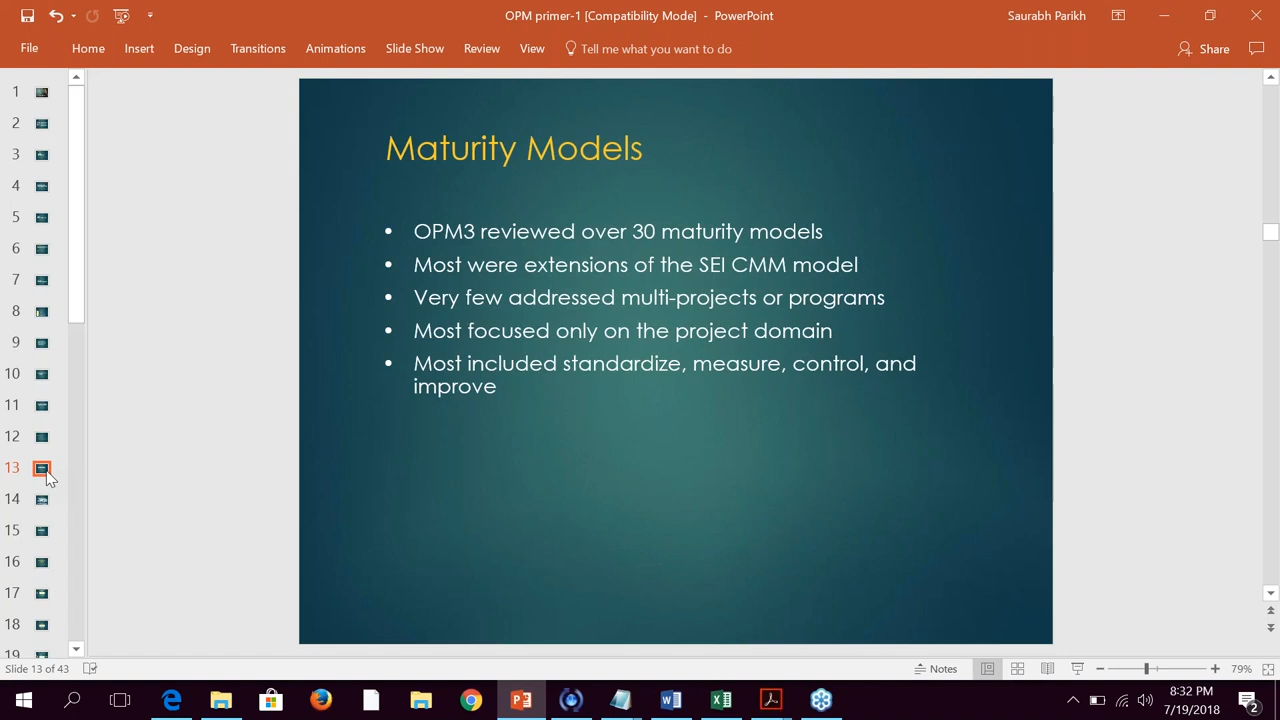 OPM primer-1 [Compatibility Mode] - PowerPoint
Saurabh Parikh
File Home Insert Design Transitions Animations Slide Show Review View Tell me what you want to do Share
1
2
3
4
5
6
7
8
9
10
11
12
13
14
15
16
17
18
19
Maturity Models
• OPM3 reviewed over 30 maturity models
• Most were extensions of the SEI CMM model
• Very few addressed multi-projects or programs
• Most focused only on the project domain
• Most included standardize, measure, control, and
improve
Slide 13 of 43 Notes 79%
8:32 PM
7/19/2018
2